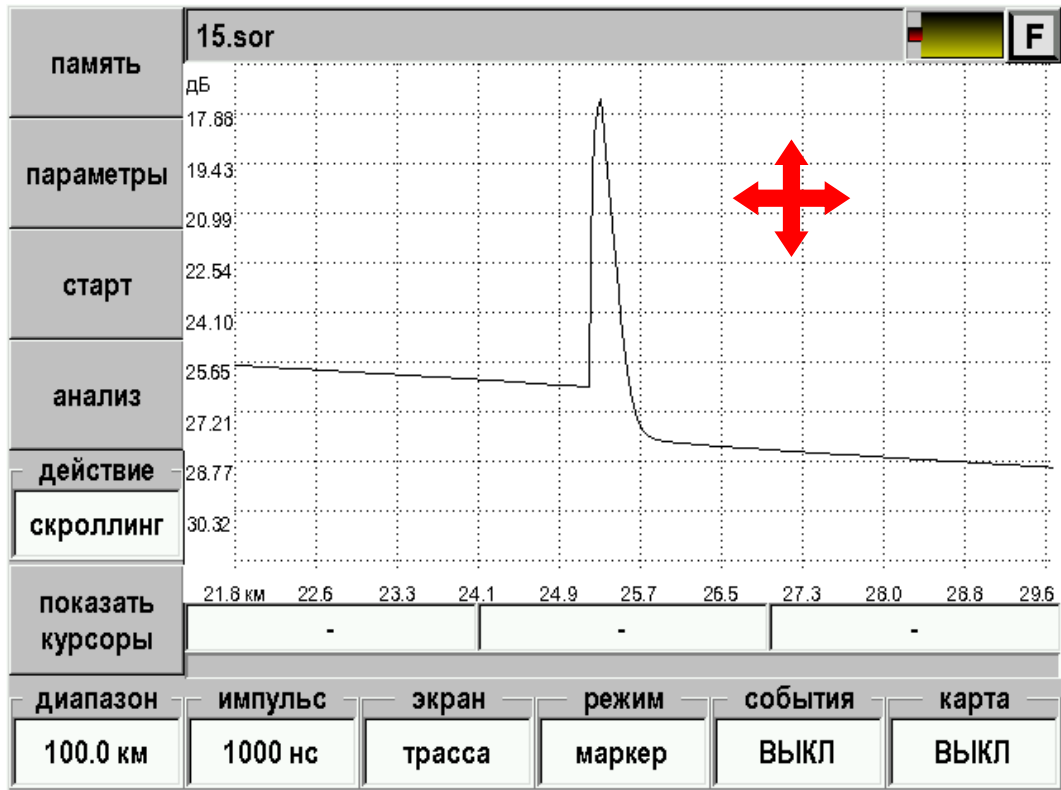 память
15.sor
F
параметры
старт
анализ
действие
скроллинг
показать
курсоры
дБ
17.88
19.43
20.99
22.54
24.10
25.65
27.21
28.77
30.32
21.8 км 22.6 23.3 24.1 24.9 25.7 26.5 27.3 28.0 28.8 29.6
- - -
диапазон импульс экран режим события карта
100.0 км 1000 нс трасса маркер ВЫКЛ ВЫКЛ